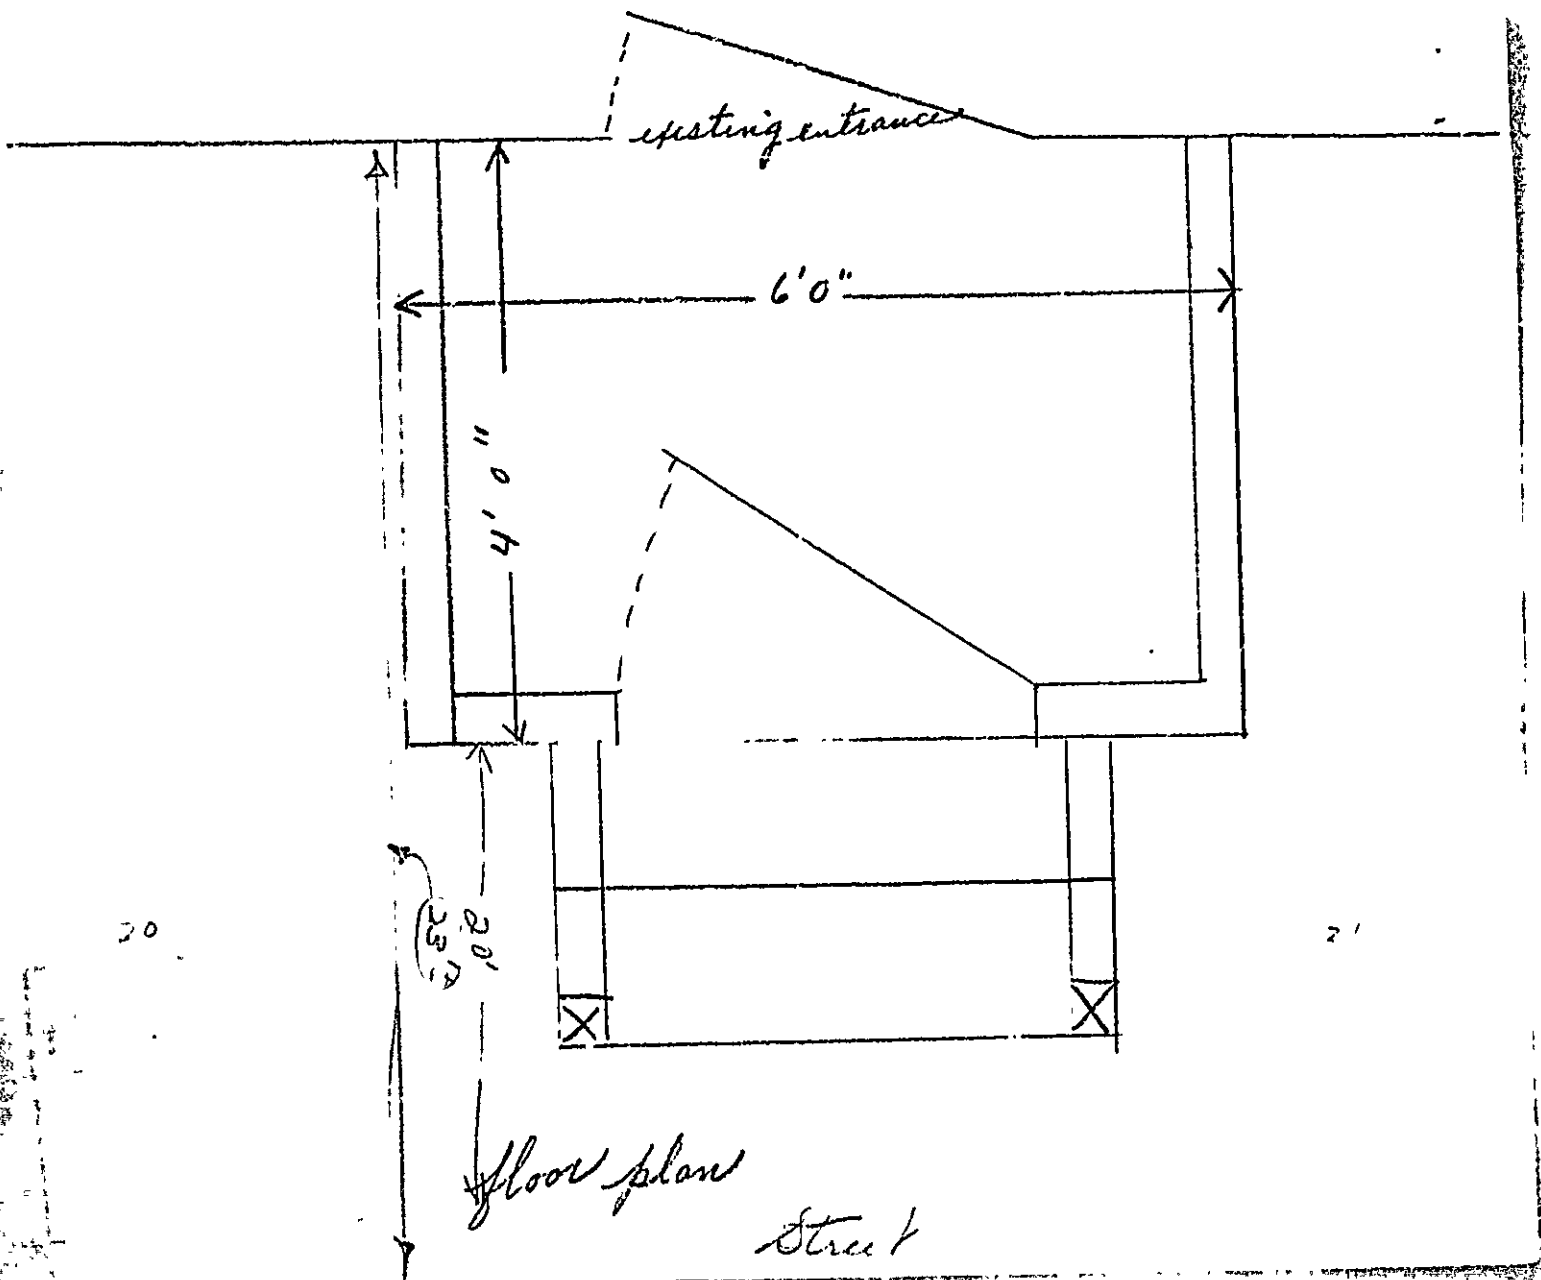 existing entrance
6'0"
4'0"
20'
floor plan
Street